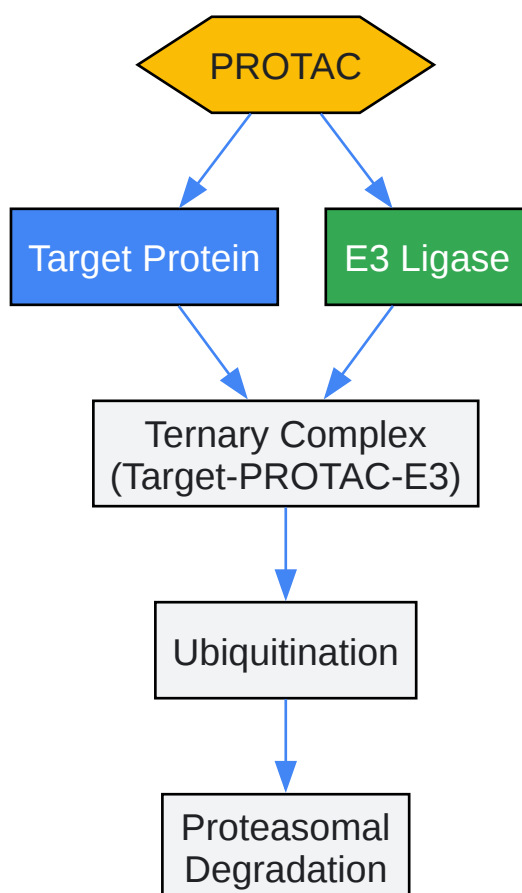 PROTAC
Target Protein
E3 Ligase
Ternary Complex
(Target-PROTAC-E3)
Ubiquitination
Proteasomal
Degradation